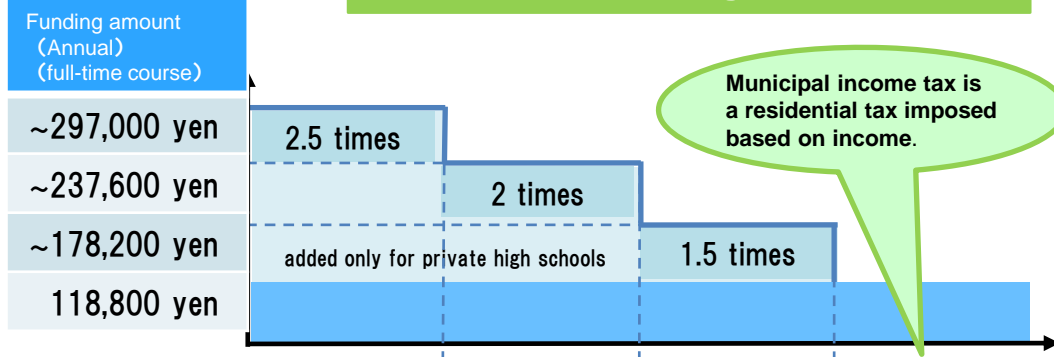 Funding amount
（Annual）
(full-time course)
~297,000 yen
~237,600 yen
~178,200 yen
118,800 yen
2.5 times
2 times
added only for private high schools
1.5 times
Municipal income tax is
a residential tax imposed
based on income.